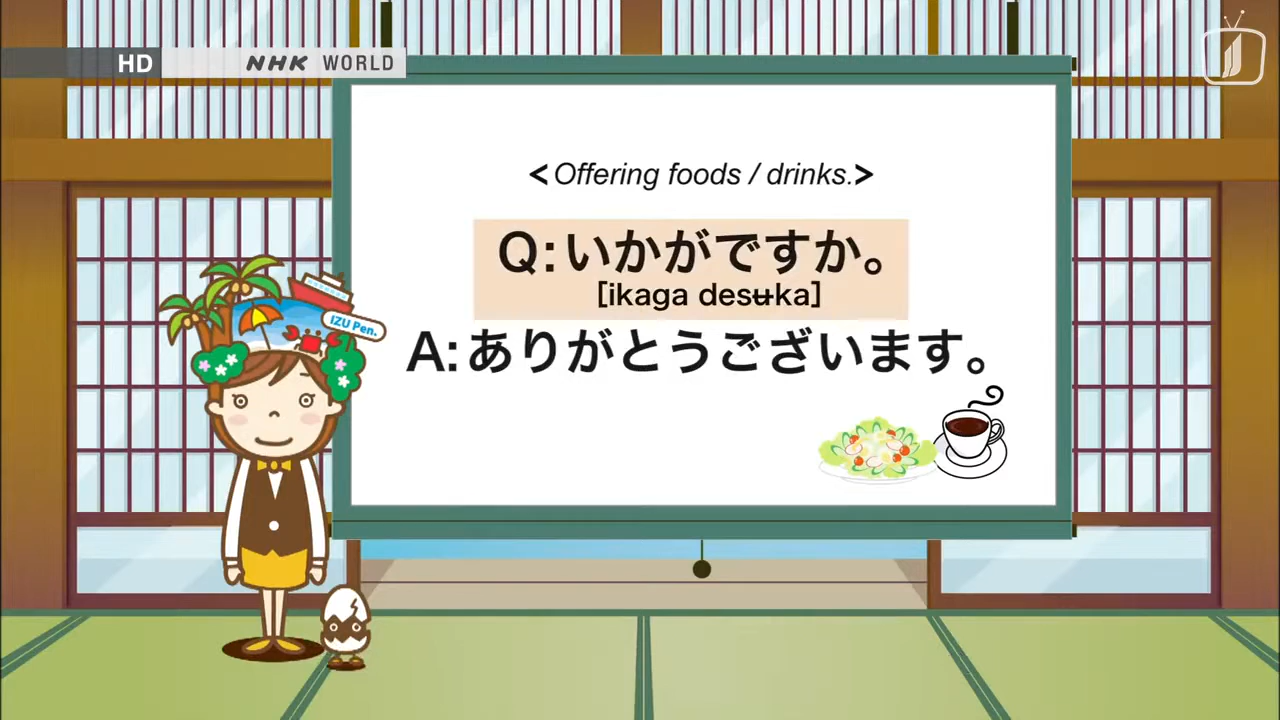 HD NHK WORLD
<Offering foods / drinks.>
Q:いかがですか。
[ikaga desʉka]
A:ありがとうございます。
IZU Pen.